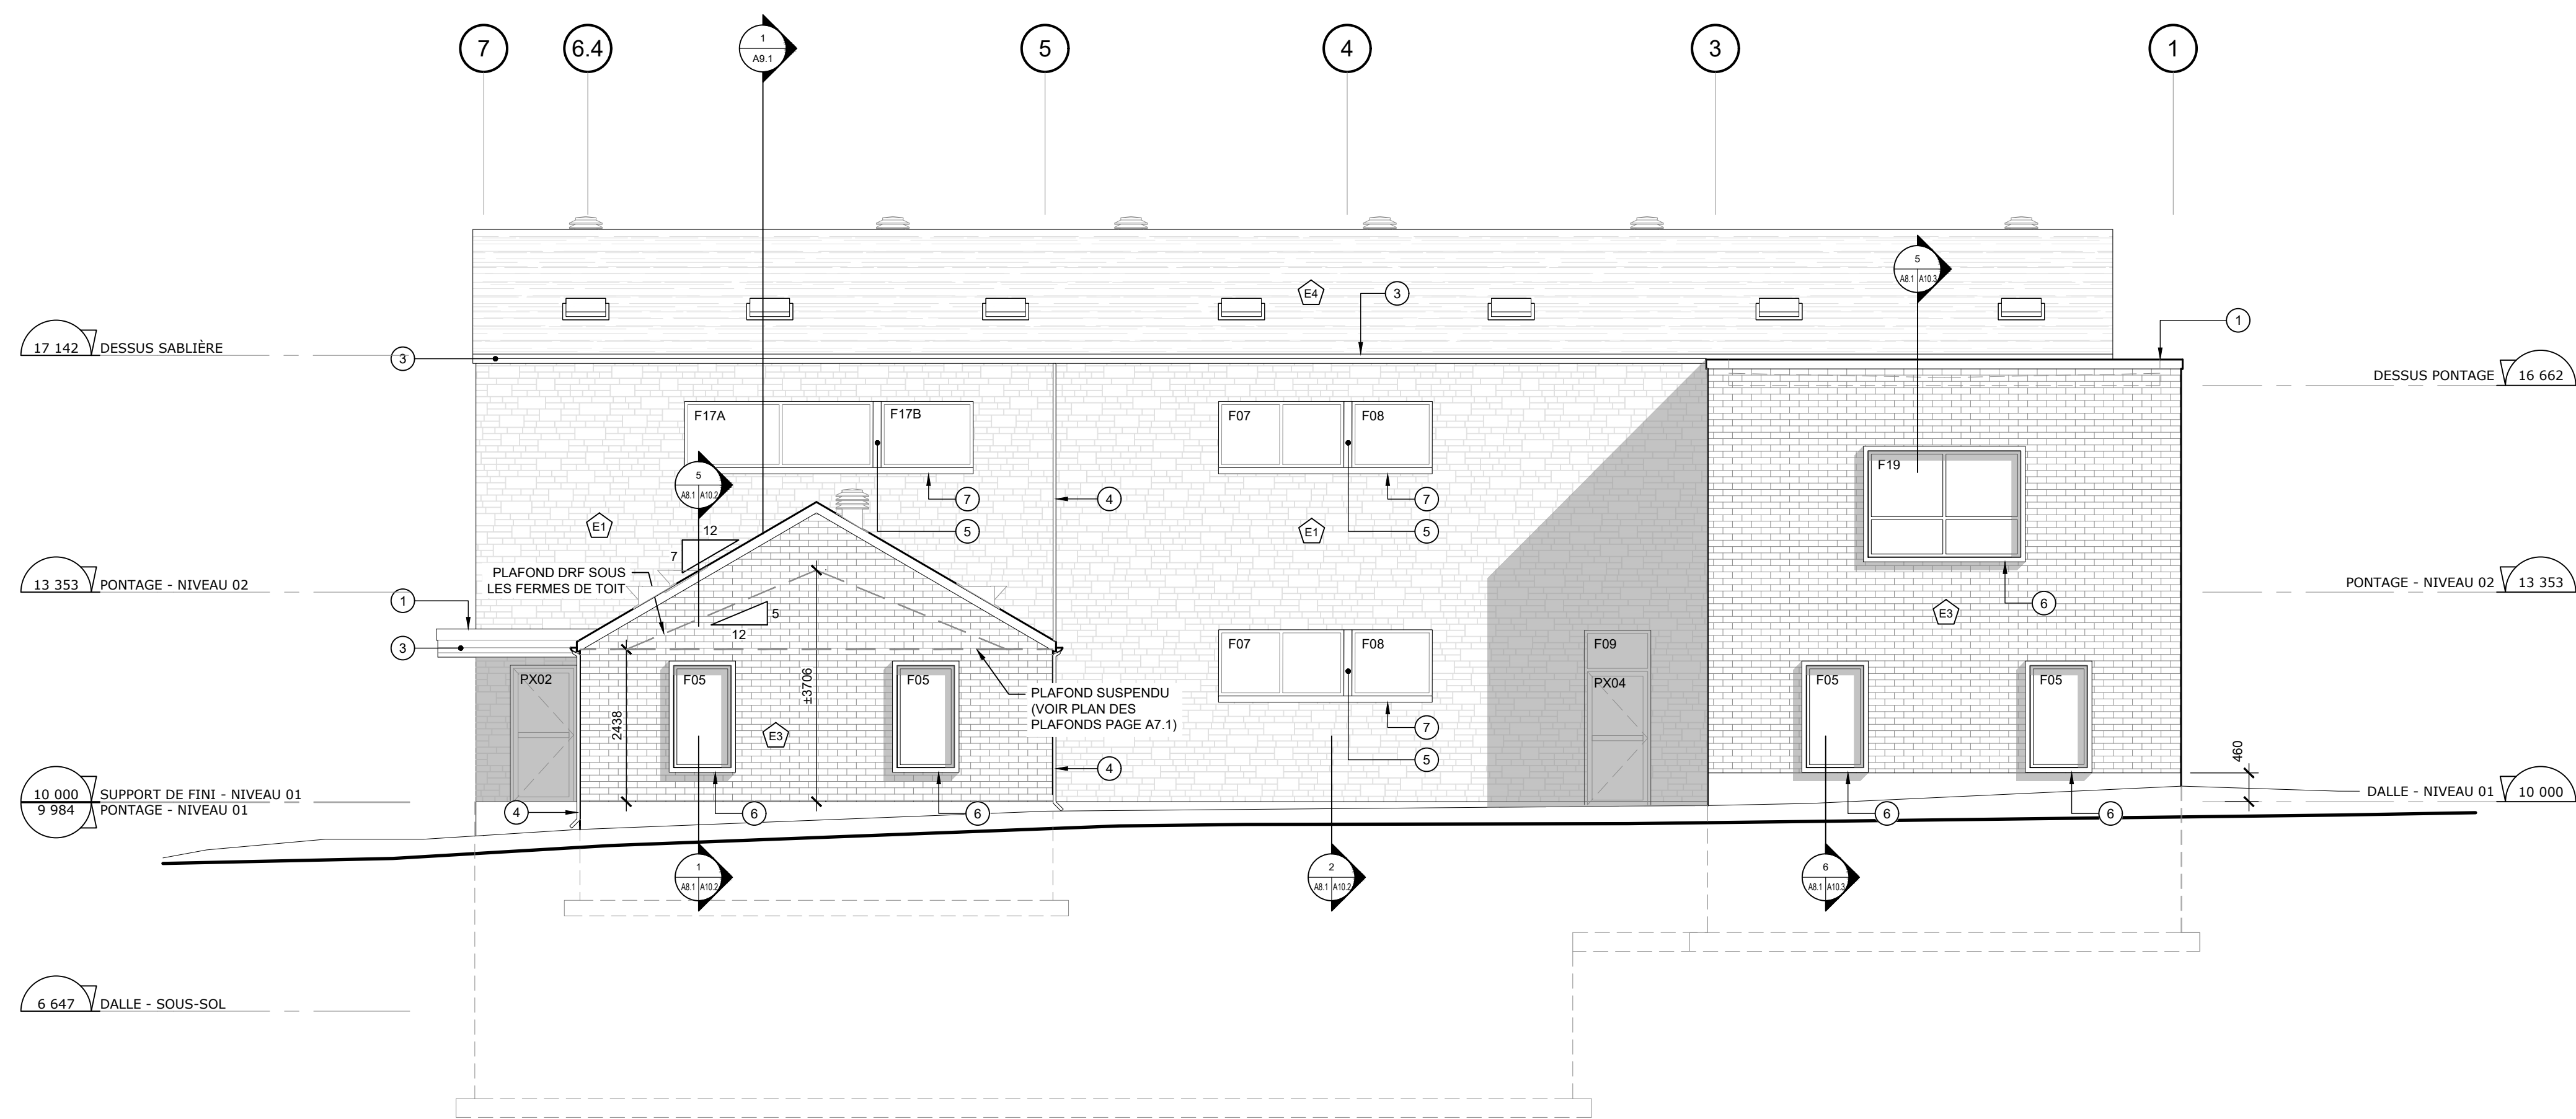 7
6.4
1
A9.1
5
4
3
1
5
A8.1 A10.3
E4
3
1
17 142 DESSUS SABLIÈRE
3
DESSUS PONTAGE 16 662
F17A
F17B
F07
F08
F19
5
A8.1 A10.2
7
4
7
E1
12
7
5
E1
5
PLAFOND DRF SOUS
LES FERMES DE TOIT
13 353 PONTAGE - NIVEAU 02
PONTAGE - NIVEAU 02 13 353
1
5
12
6
E3
3
F07
F08
F09
PX02
F05
F05
PX04
F05
F05
±3706
PLAFOND SUSPENDU
(VOIR PLAN DES
PLAFONDS PAGE A7.1)
2438
E3
7
5
4
460
10 000 SUPPORT DE FINI - NIVEAU 01
9 984 PONTAGE - NIVEAU 01
DALLE - NIVEAU 01 10 000
4
6
6
6
6
1
A8.1 A10.2
2
A8.1 A10.2
6
A8.1 A10.3
6 647 DALLE - SOUS-SOL